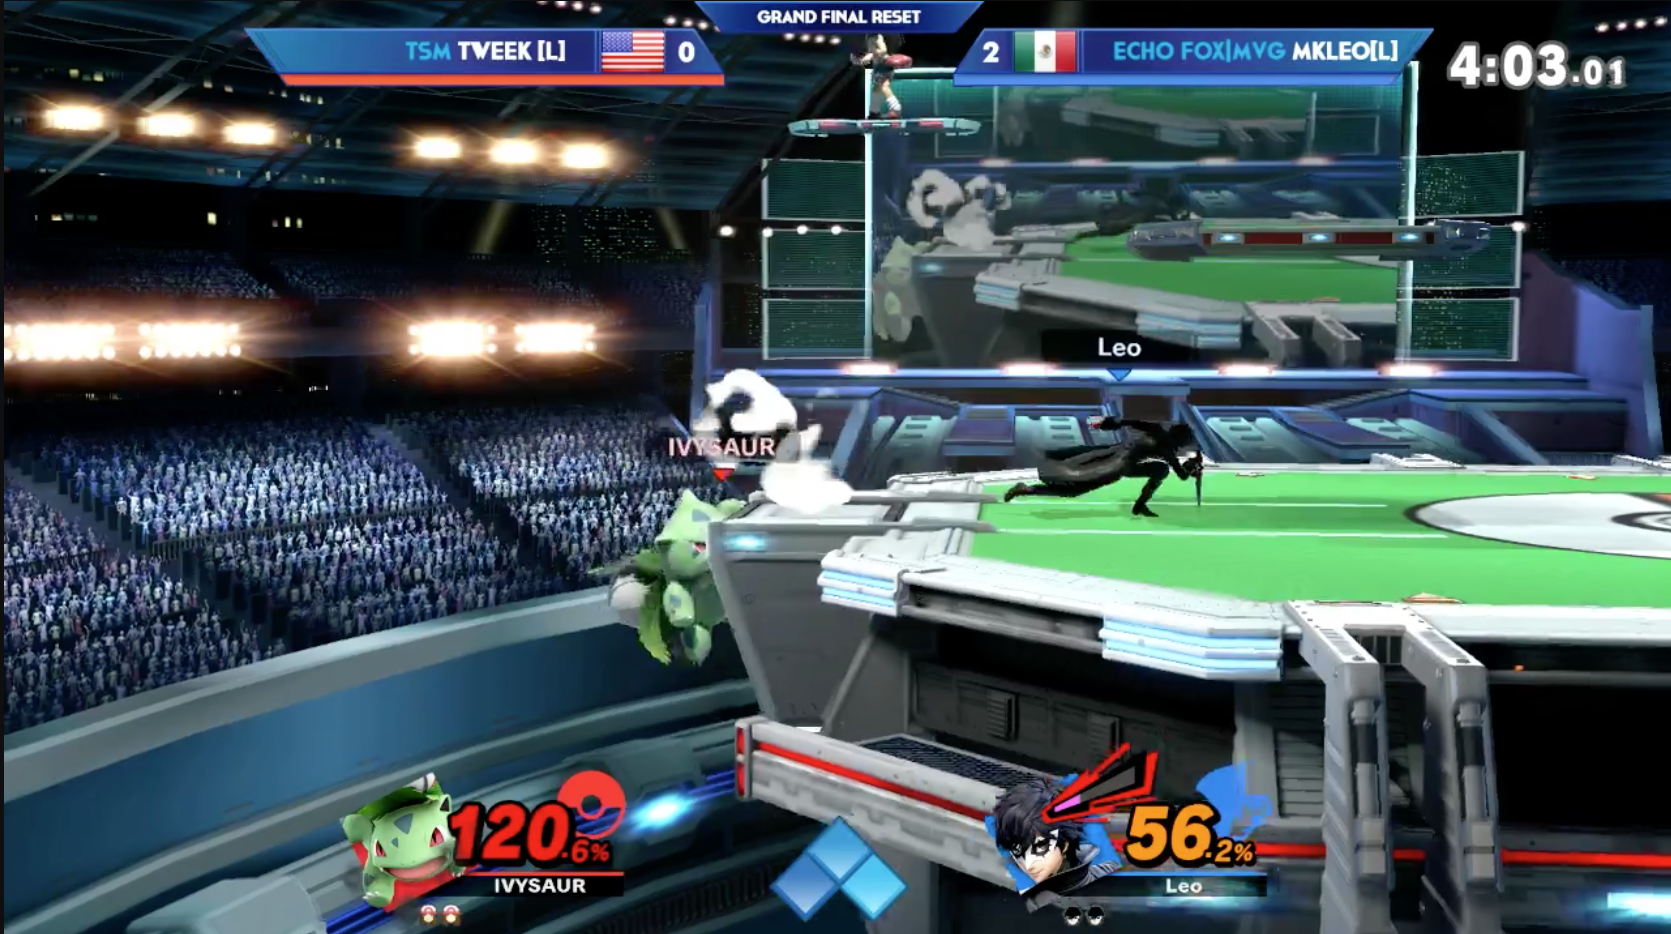 GRAND FINAL RESET
TSM TWEEK [L] 0
2 ECHO FOX|MVG MKLEO[L]
4:03.01
Leo
IVYSAUR
120.6%
IVYSAUR
56.2%
Leo